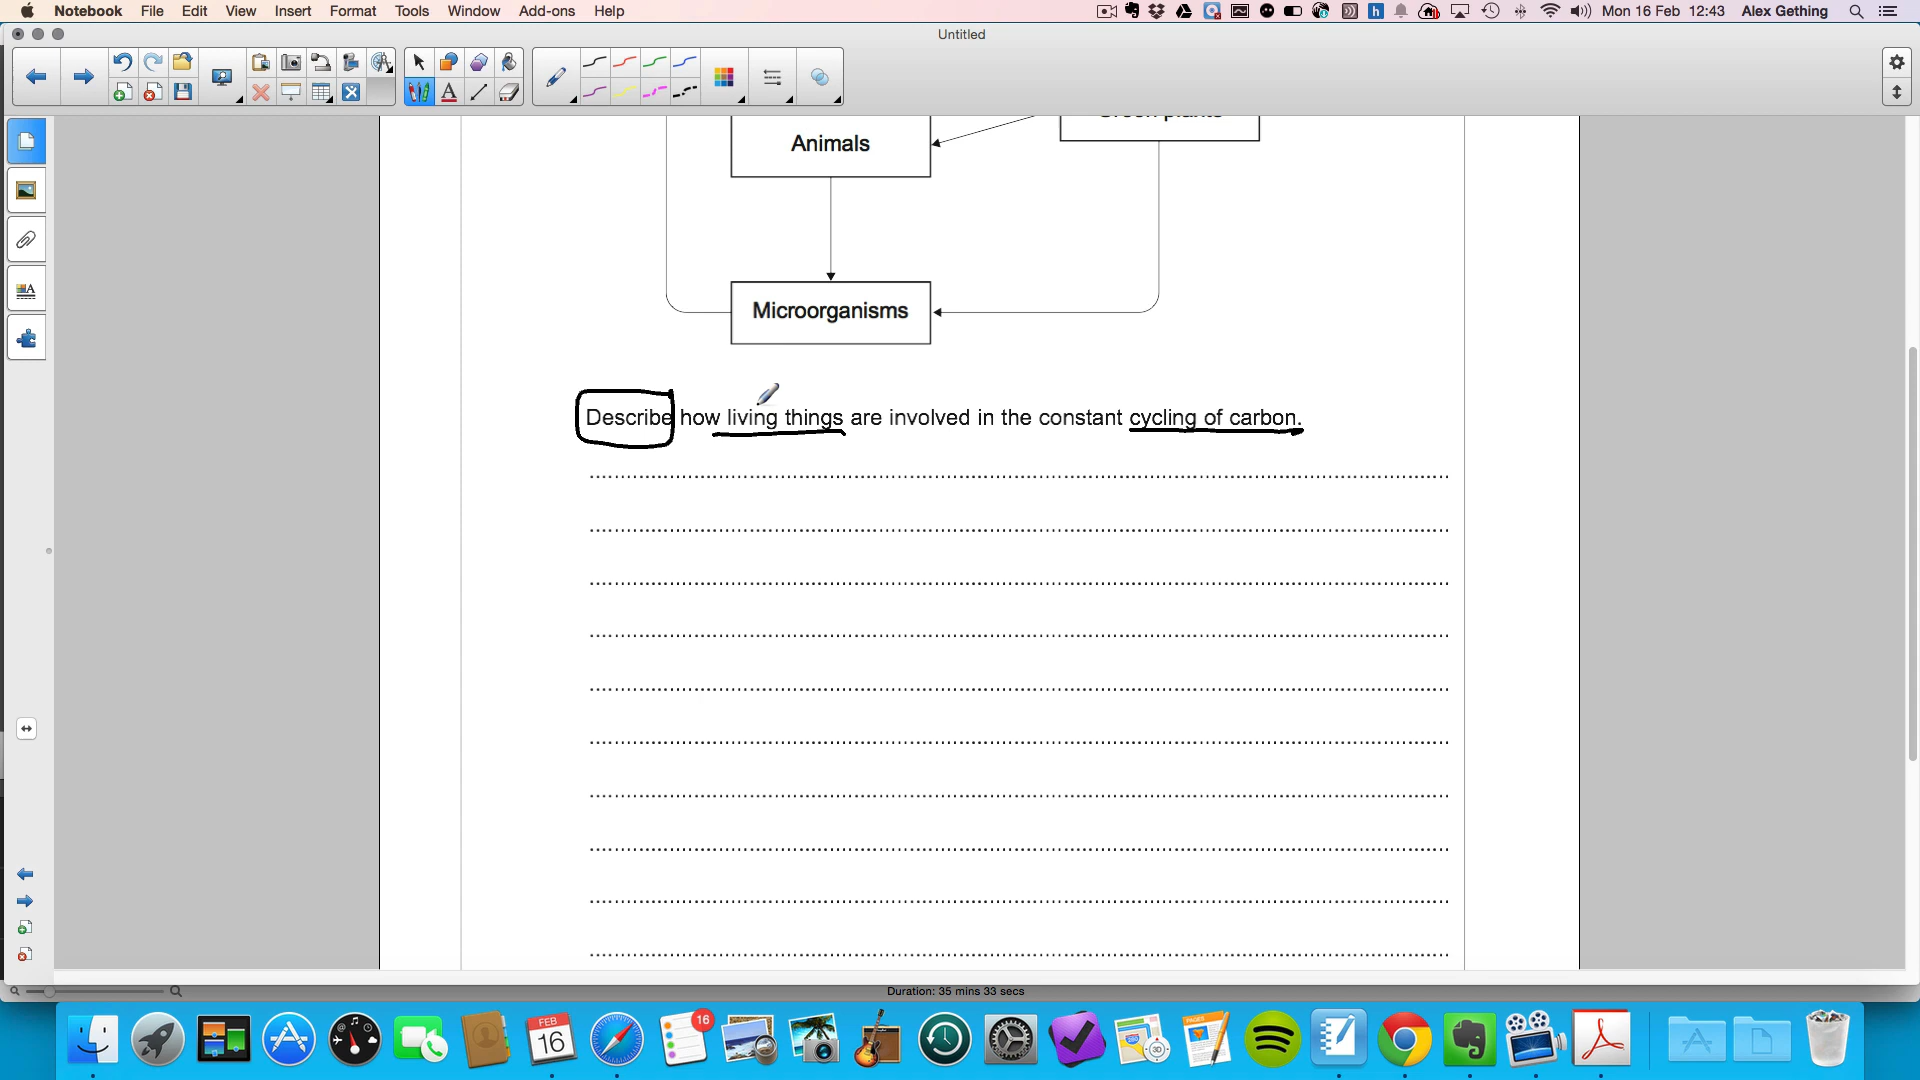 Notebook File Edit View Insert Format Tools Window Add-ons Help Mon 16 Feb 12:43 Alex Gething
Untitled
Green plants
Animals
Microorganisms
Describe how living things are involved in the constant cycling of carbon.
Duration: 35 mins 33 secs
16
FEB
16